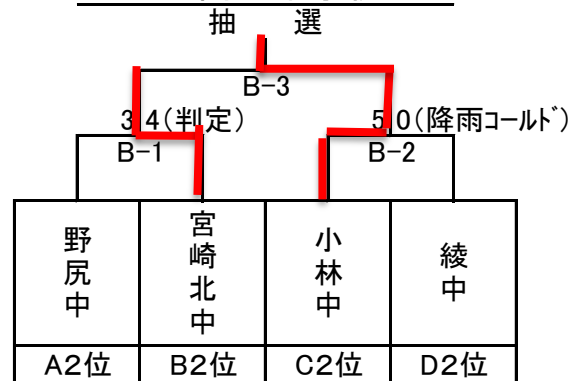 抽　選
B-3
3 4(判定)　5 0(降雨コールド)
B-1　B-2
野尻中　宮崎北中　小林中　綾中
A2位　B2位　C2位　D2位